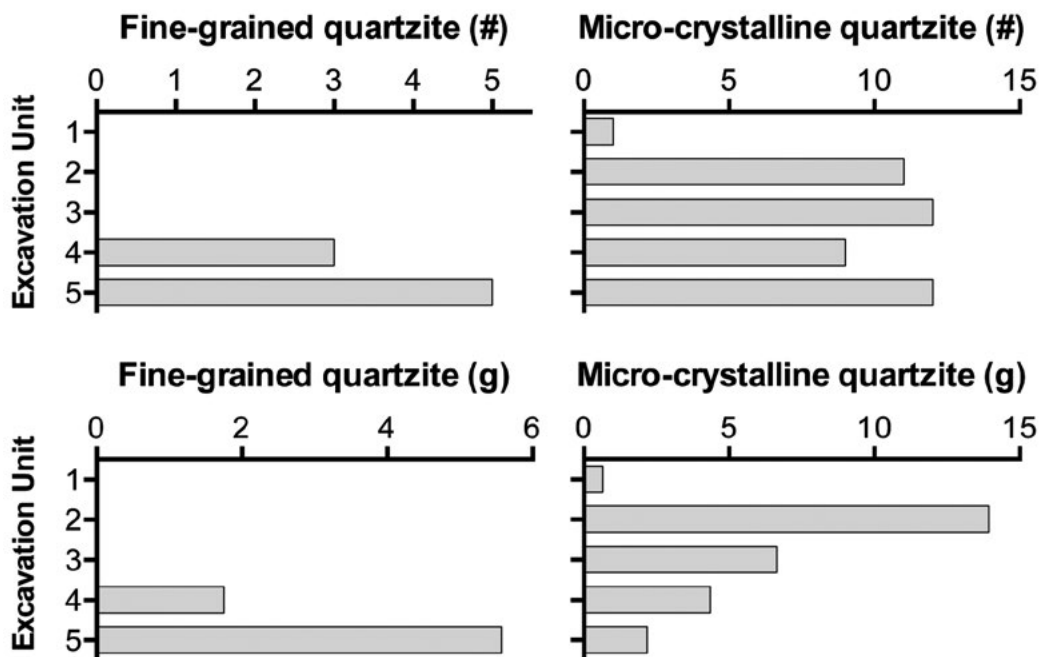 Fine-grained quartzite (#)
0 1 2 3 4 5
Excavation Unit
1
2
3
4
5
Micro-crystalline quartzite (#)
0 5 10 15
Fine-grained quartzite (g)
0 2 4 6
Excavation Unit
1
2
3
4
5
Micro-crystalline quartzite (g)
0 5 10 15